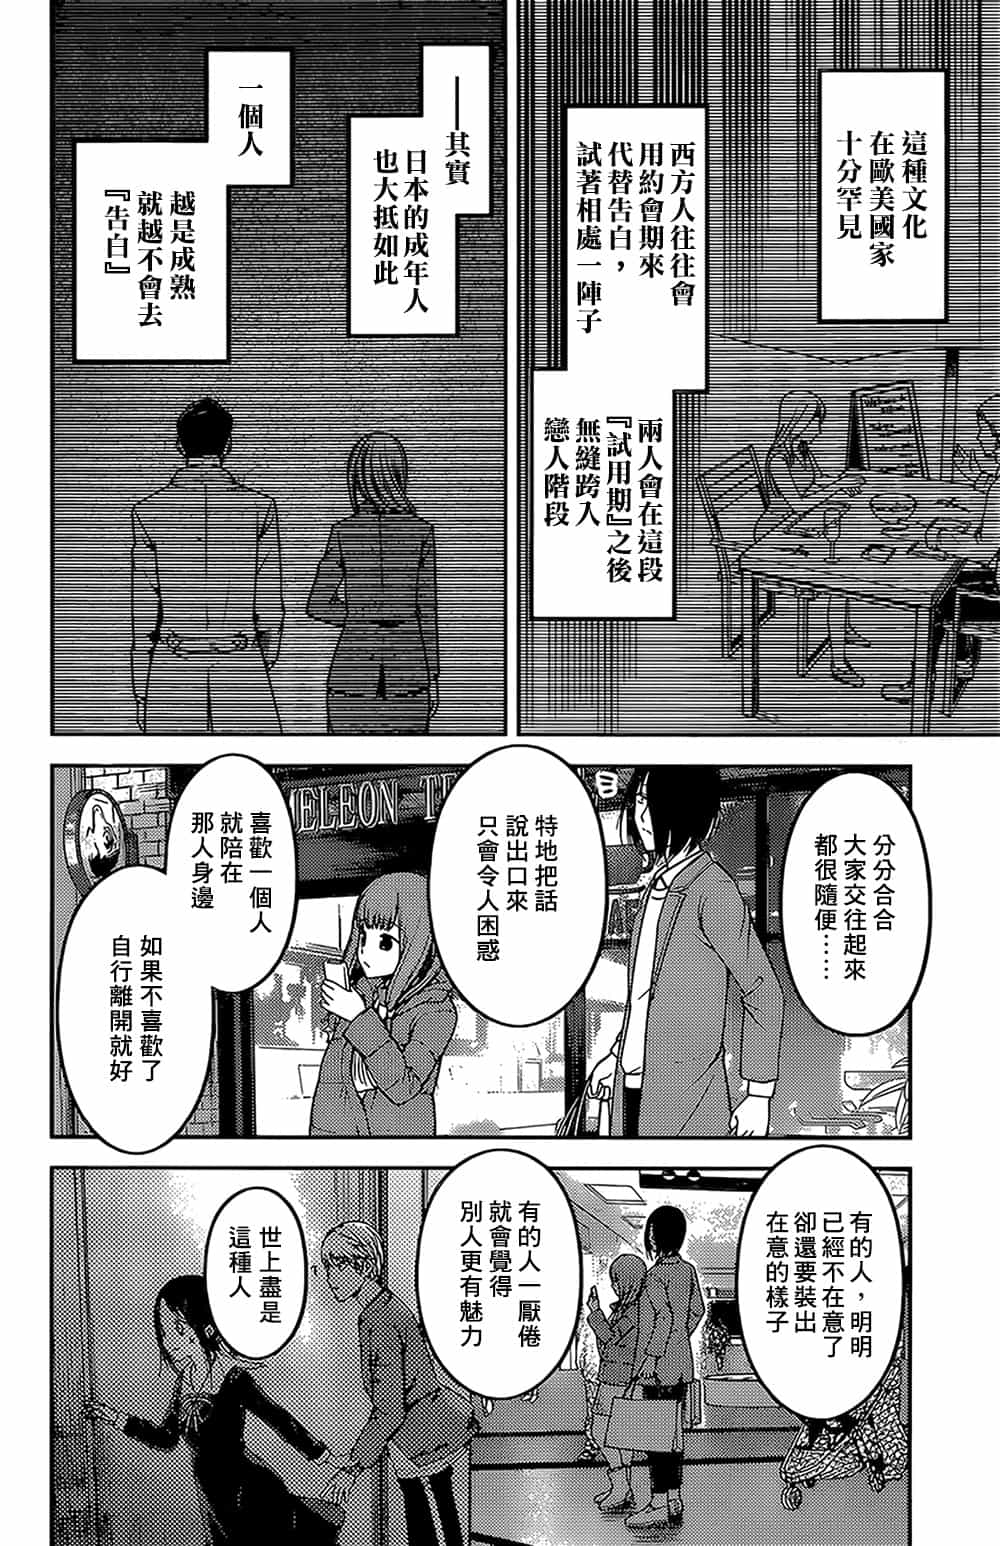 這種文化
在歐美國家
十分罕見
西方人往往會
用約會期來
代替告白，
試著相處一陣子
兩人會在這段
『試用期』之後
無縫跨入
戀人階段
——其實
日本的成年人
也大抵如此
一個人
越是成熟
就越不會去
『告白』
分分合合
大家交往起來
都很隨便……
特地把話
說出口來
只會令人困惑
喜歡一個人
就陪在
那人身邊
如果不喜歡了
自行離開就好
ELEON TE
有的人，明明
已經不在意了
卻還要裝出
在意的樣子
有的人一厭倦
就會覺得
別人更有魅力
世上盡是
這種人